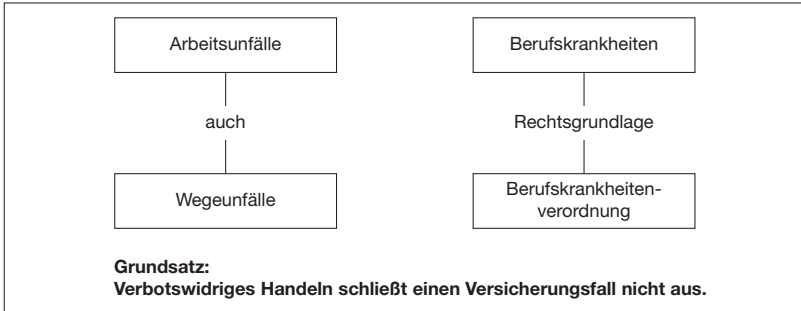 Arbeitsunfälle
auch
Wegeunfälle
Berufskrankheiten
Rechtsgrundlage
Berufskrankheiten-
verordnung
Grundsatz:
Verbotswidriges Handeln schließt einen Versicherungsfall nicht aus.